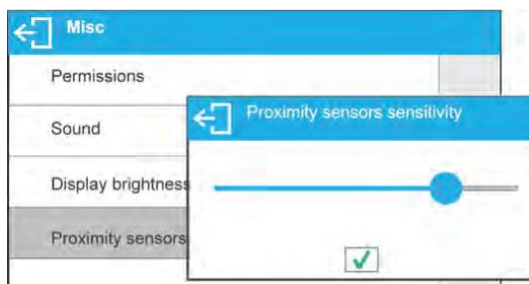 Misc
Permissions
Sound
Display brightness
Proximity sensors
Proximity sensors sensitivity